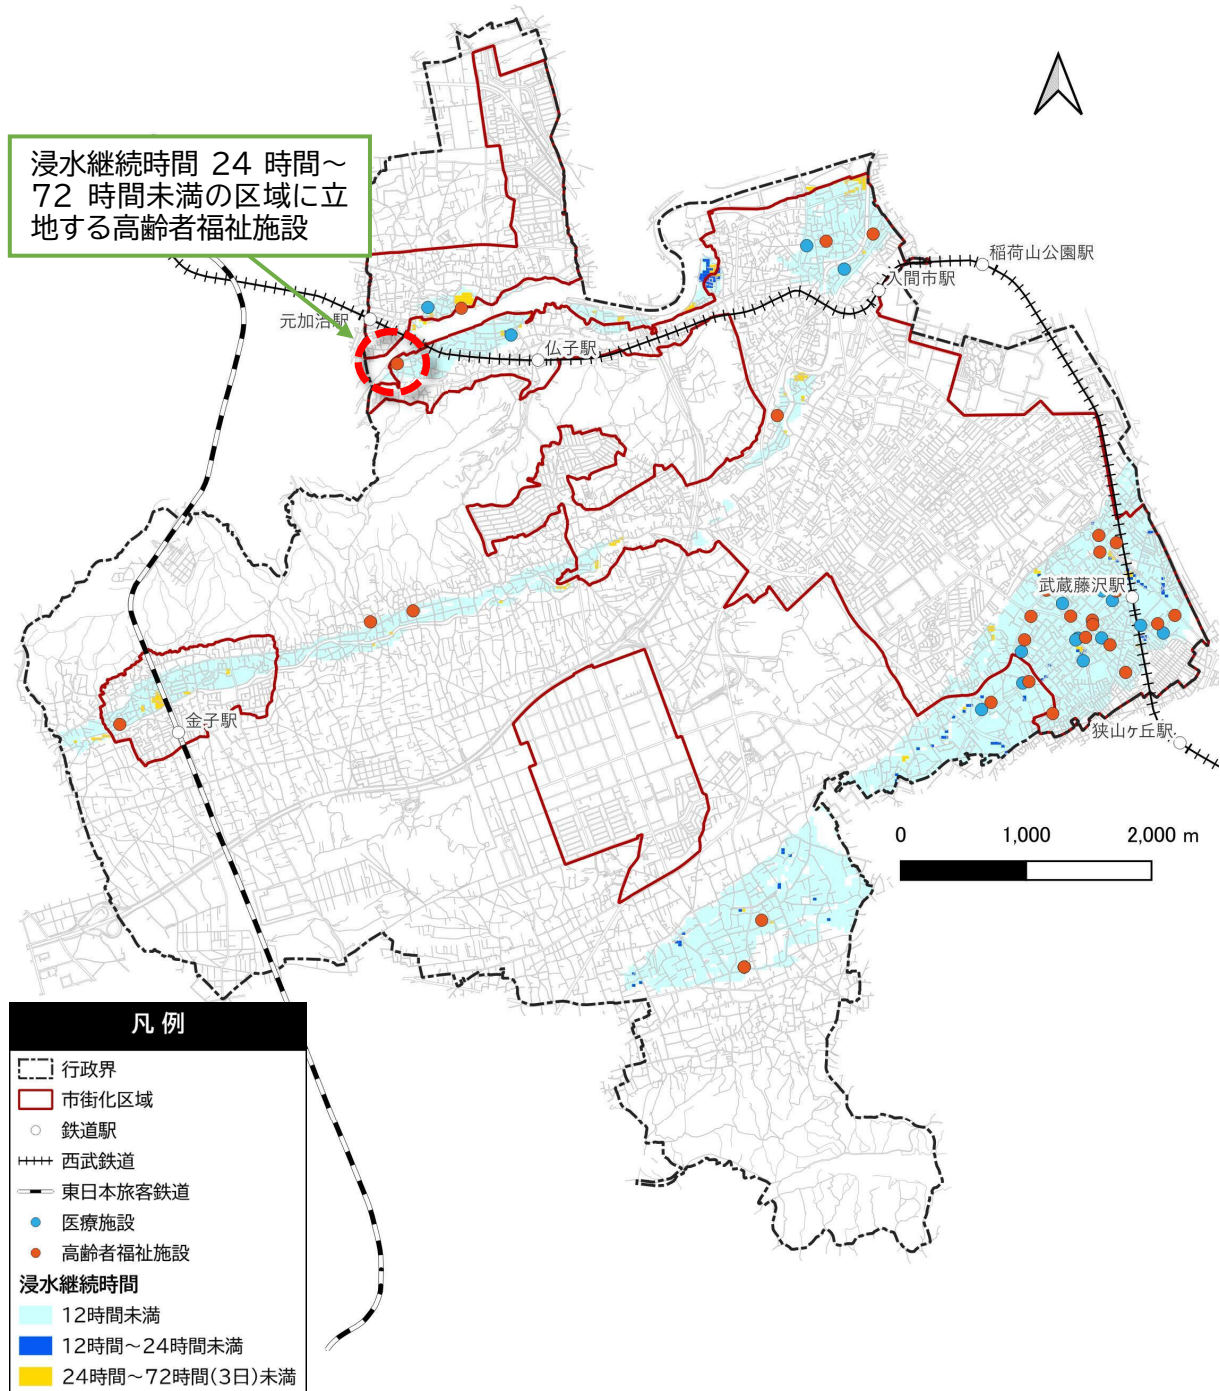 浸水継続時間 24 時間～
72 時間未満の区域に立
地する高齢者福祉施設
稲荷山公園駅
入間市駅
元加治駅
仏子駅
武蔵藤沢駅
金子駅
狭山ヶ丘駅
0 1,000 2,000 m
凡 例
行政界
市街化区域
鉄道駅
西武鉄道
東日本旅客鉄道
医療施設
高齢者福祉施設
浸水継続時間
12時間未満
12時間～24時間未満
24時間～72時間(3日)未満